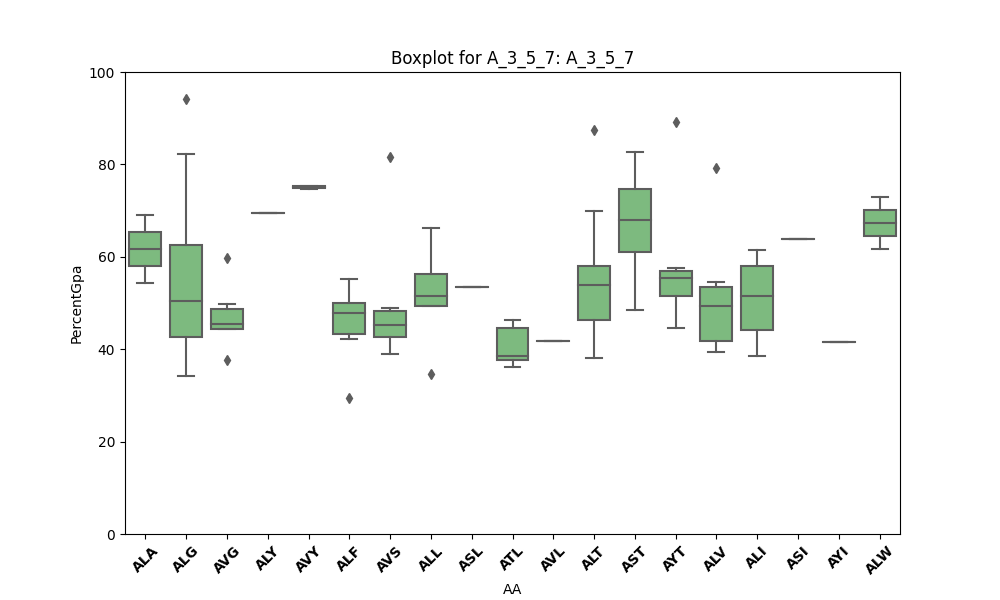 Boxplot for A_3_5_7: A_3_5_7
PercentGpa
100
80
60
40
20
0
ALA ALG AVG ALY AVY ALF AVS ALL ASL ATL AVL ALT AST AYT ALV ALI ASI AYI ALW
AA